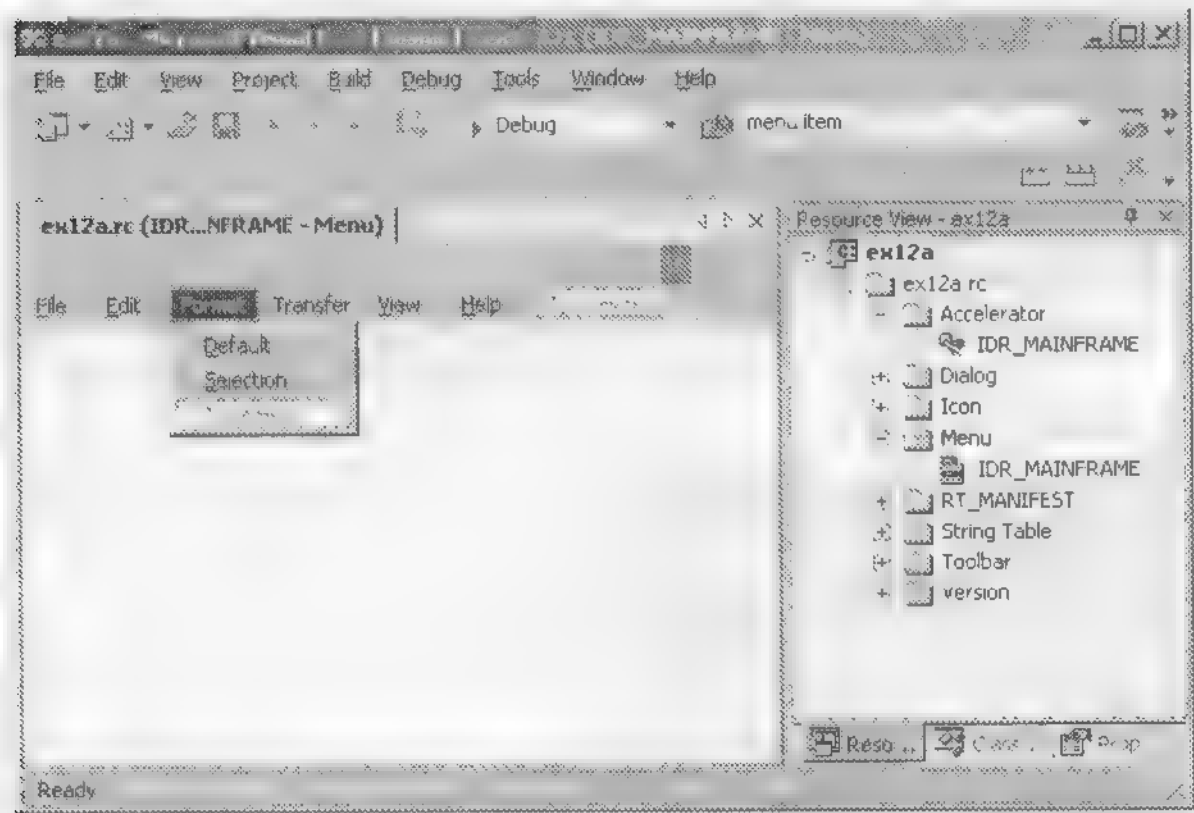 File Edit View Project Build Debug Tools Window Help
Debug menu item
ex12a.rc (IDR...NFRAME - Menu)
File Edit Transfer View Help
Default
Selection
Resource View - ex12a
ex12a
ex12a.rc
Accelerator
IDR_MAINFRAME
Dialog
Icon
Menu
IDR_MAINFRAME
RT_MANIFEST
String Table
Toolbar
Version
Reso... Class... Prop
Ready